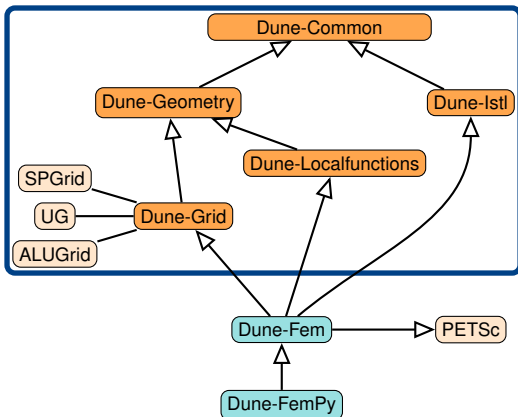 Dune-Common
Dune-Geometry
Dune-Istl
Dune-Localfunctions
SPGrid
UG
Dune-Grid
ALUGrid
Dune-Fem
PETSc
Dune-FemPy